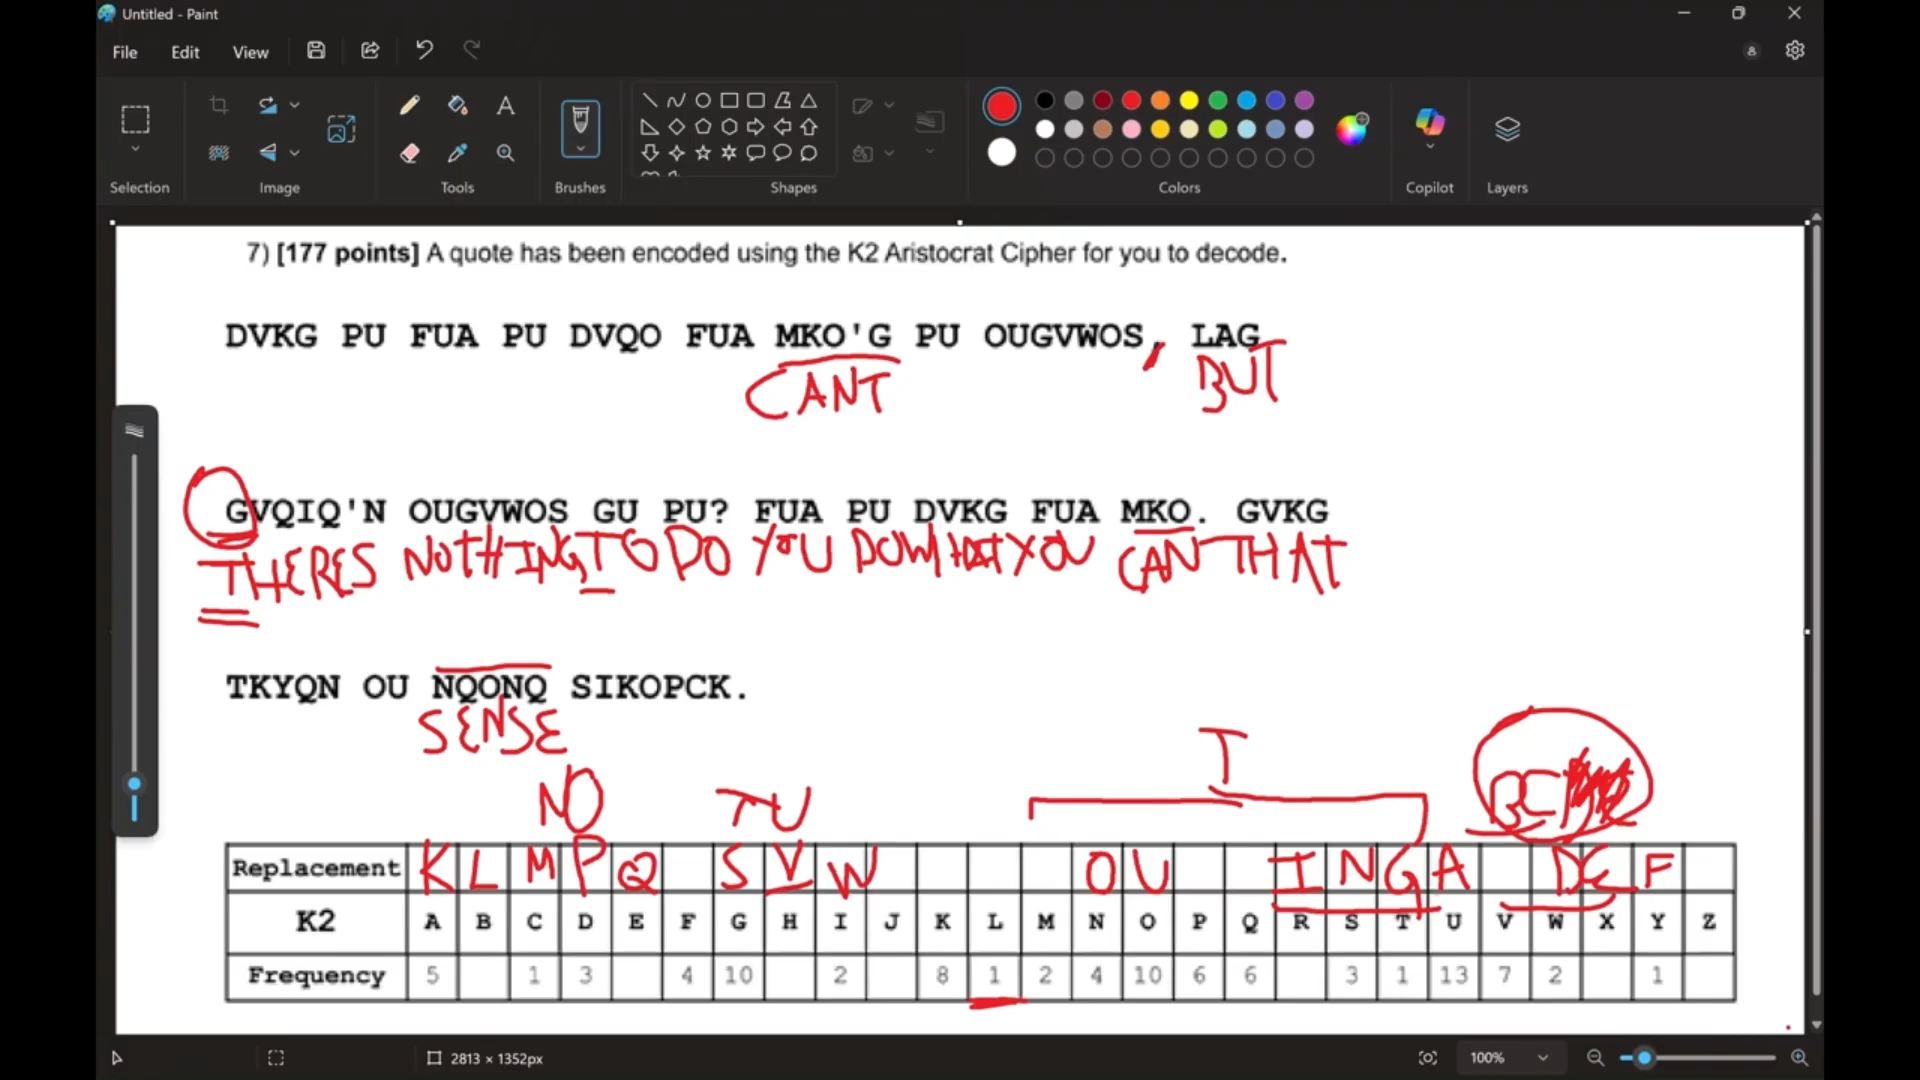 Untitled - Paint
File Edit View
Selection Image Tools Brushes Shapes Colors Copilot Layers
7) [177 points] A quote has been encoded using the K2 Aristocrat Cipher for you to decode.
DVKG PU FUA PU DVQO FUA MKO'G PU OUGVWOS, LAG
CANT BUT
GVQIQ'N OUGVWOS GU PU? FUA PU DVKG FUA MKO. GVKG
THERES NOTHING TO DO YOU DO WHAT YOU CAN THAT
TKYQN OU NQONQ SIKOPCK.
SENSE
I
NO TU BC
Replacement K L M P Q S V W O U I N G A D E F
K2 A B C D E F G H I J K L M N O P Q R S T U V W X Y Z
Frequency 5 1 3 4 10 2 8 1 2 4 10 6 6 3 1 13 7 2 1
2813 × 1352px 100%